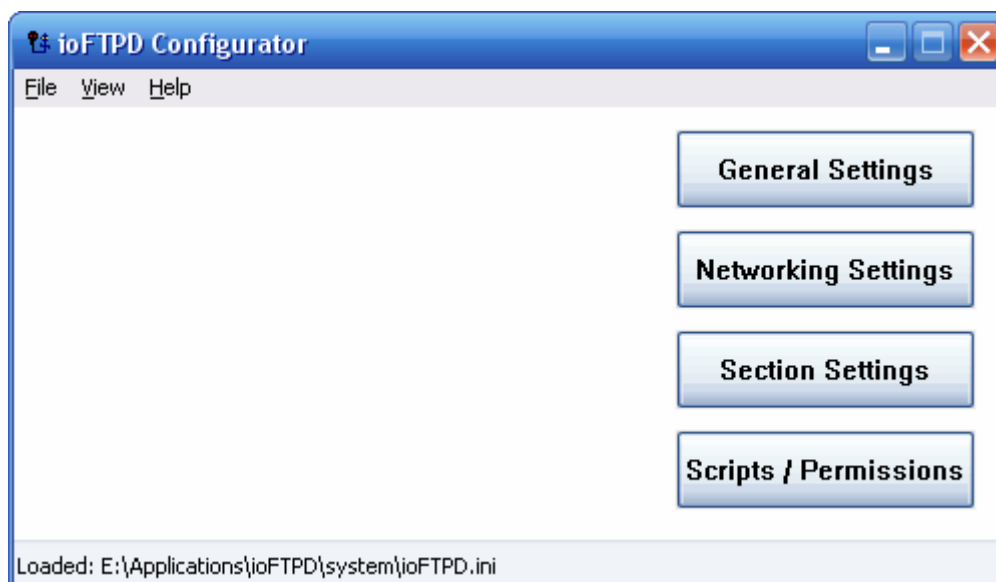 ioFTPD Configurator
File View Help
General Settings
Networking Settings
Section Settings
Scripts / Permissions
Loaded: E:\Applications\ioFTPD\system\ioFTPD.ini